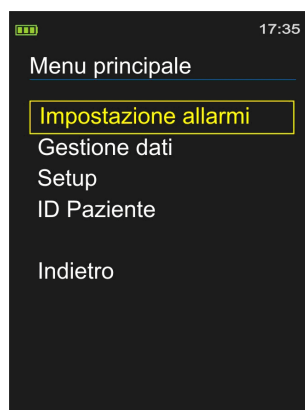 17:35
Menu principale
Impostazione allarmi
Gestione dati
Setup
ID Paziente
Indietro